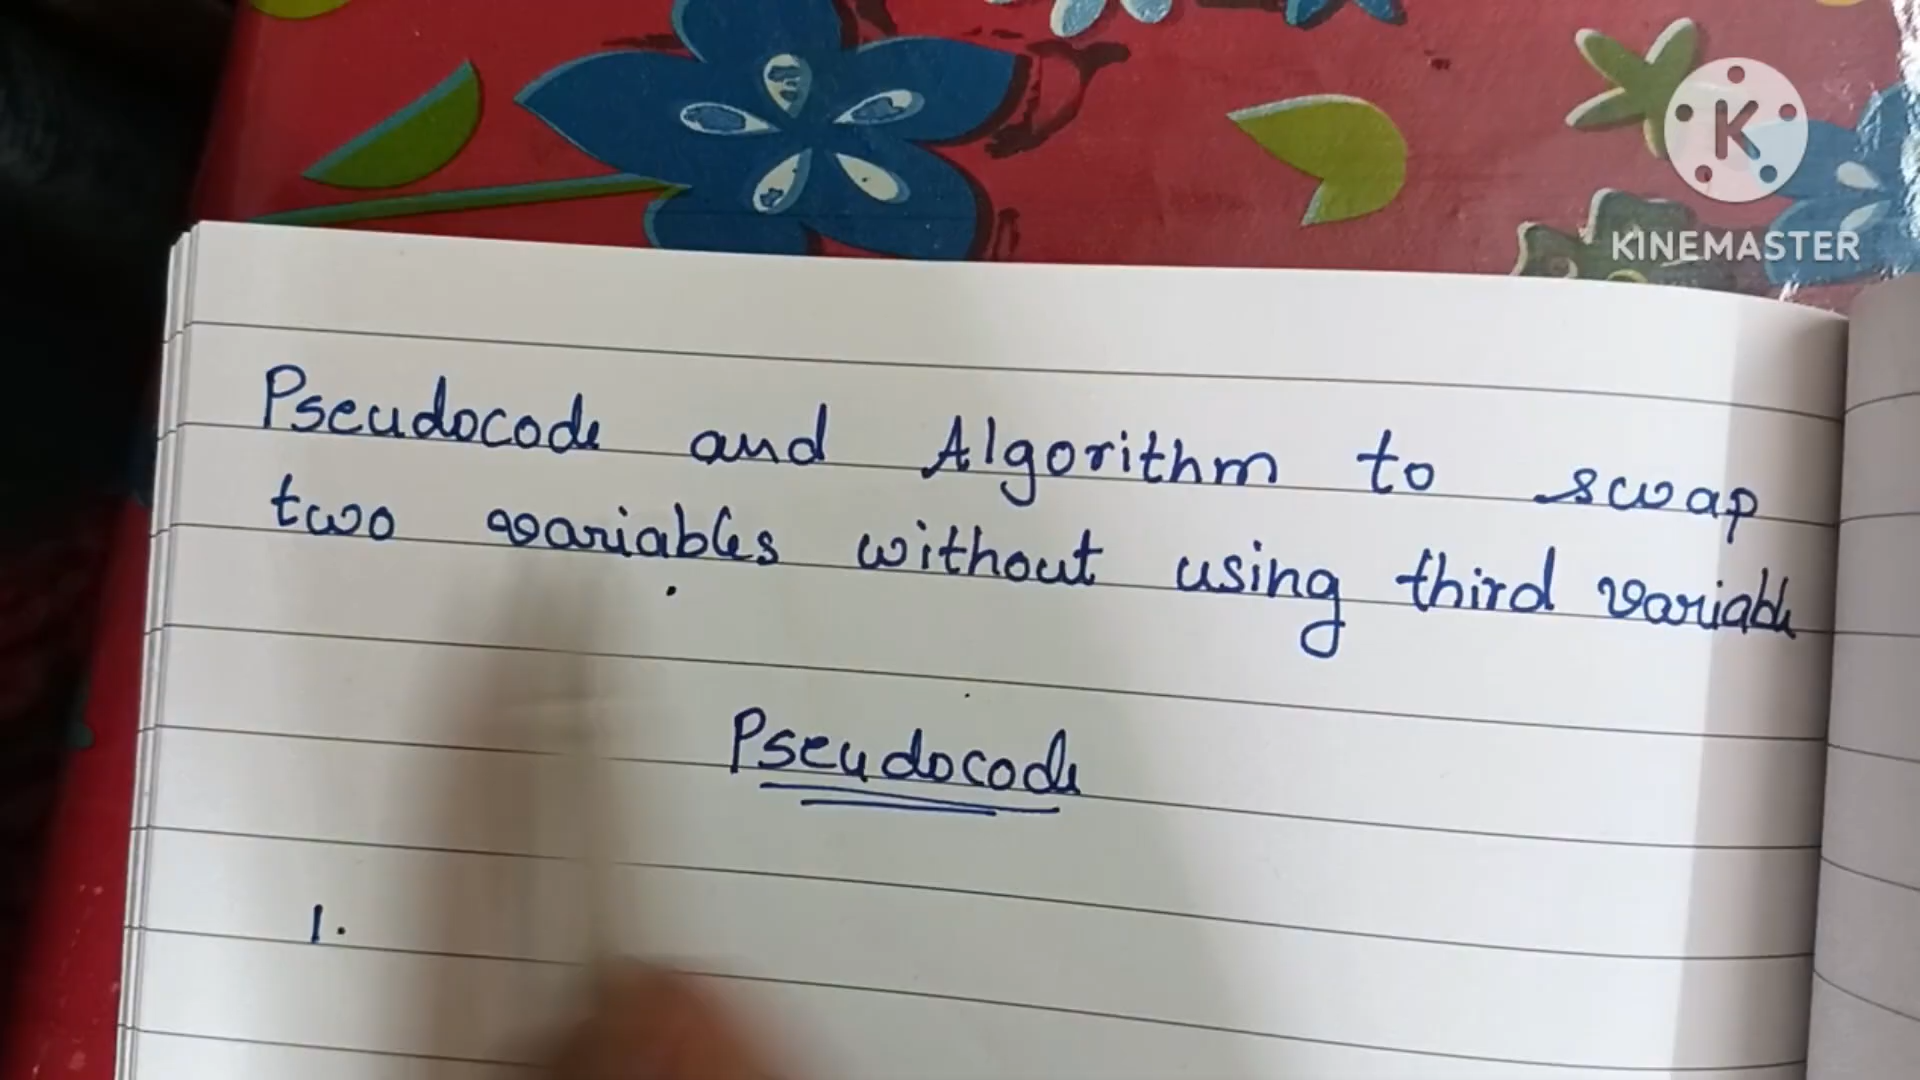 K
KINEMASTER
Pseudocode and Algorithm to swap
two variables without using third variable
Pseudocode
1.